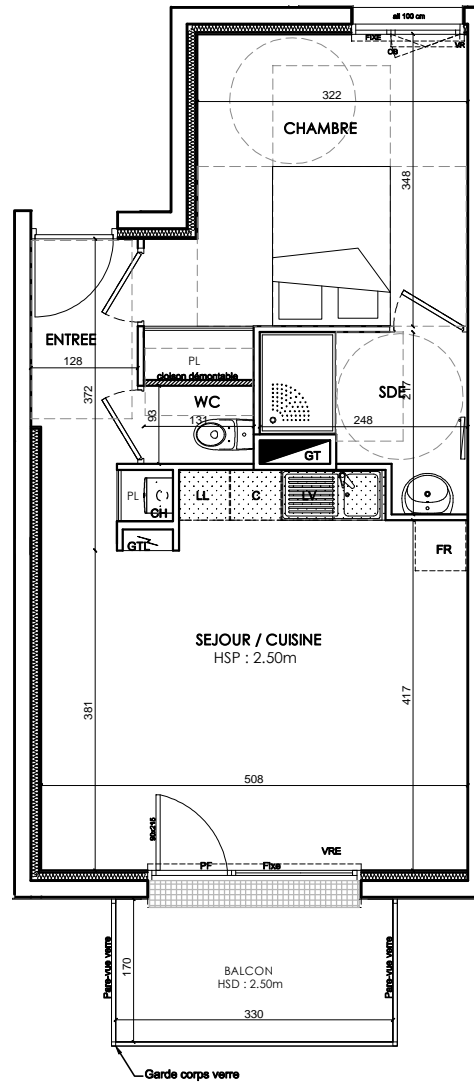 all 100 cm
FIXE
OB
VR
322
CHAMBRE
348
ENTREE
128
372
PL
cloison démontable
WC
93
131
SDE
217
248
GT
PL
CH
LL
C
LV
GTL
FR
SEJOUR / CUISINE
HSP : 2.50m
381
417
508
90x215
VRE
PF
Fixe
Pare-vue verre
170
BALCON
HSD : 2.50m
Pare-vue verre
330
Garde corps verre